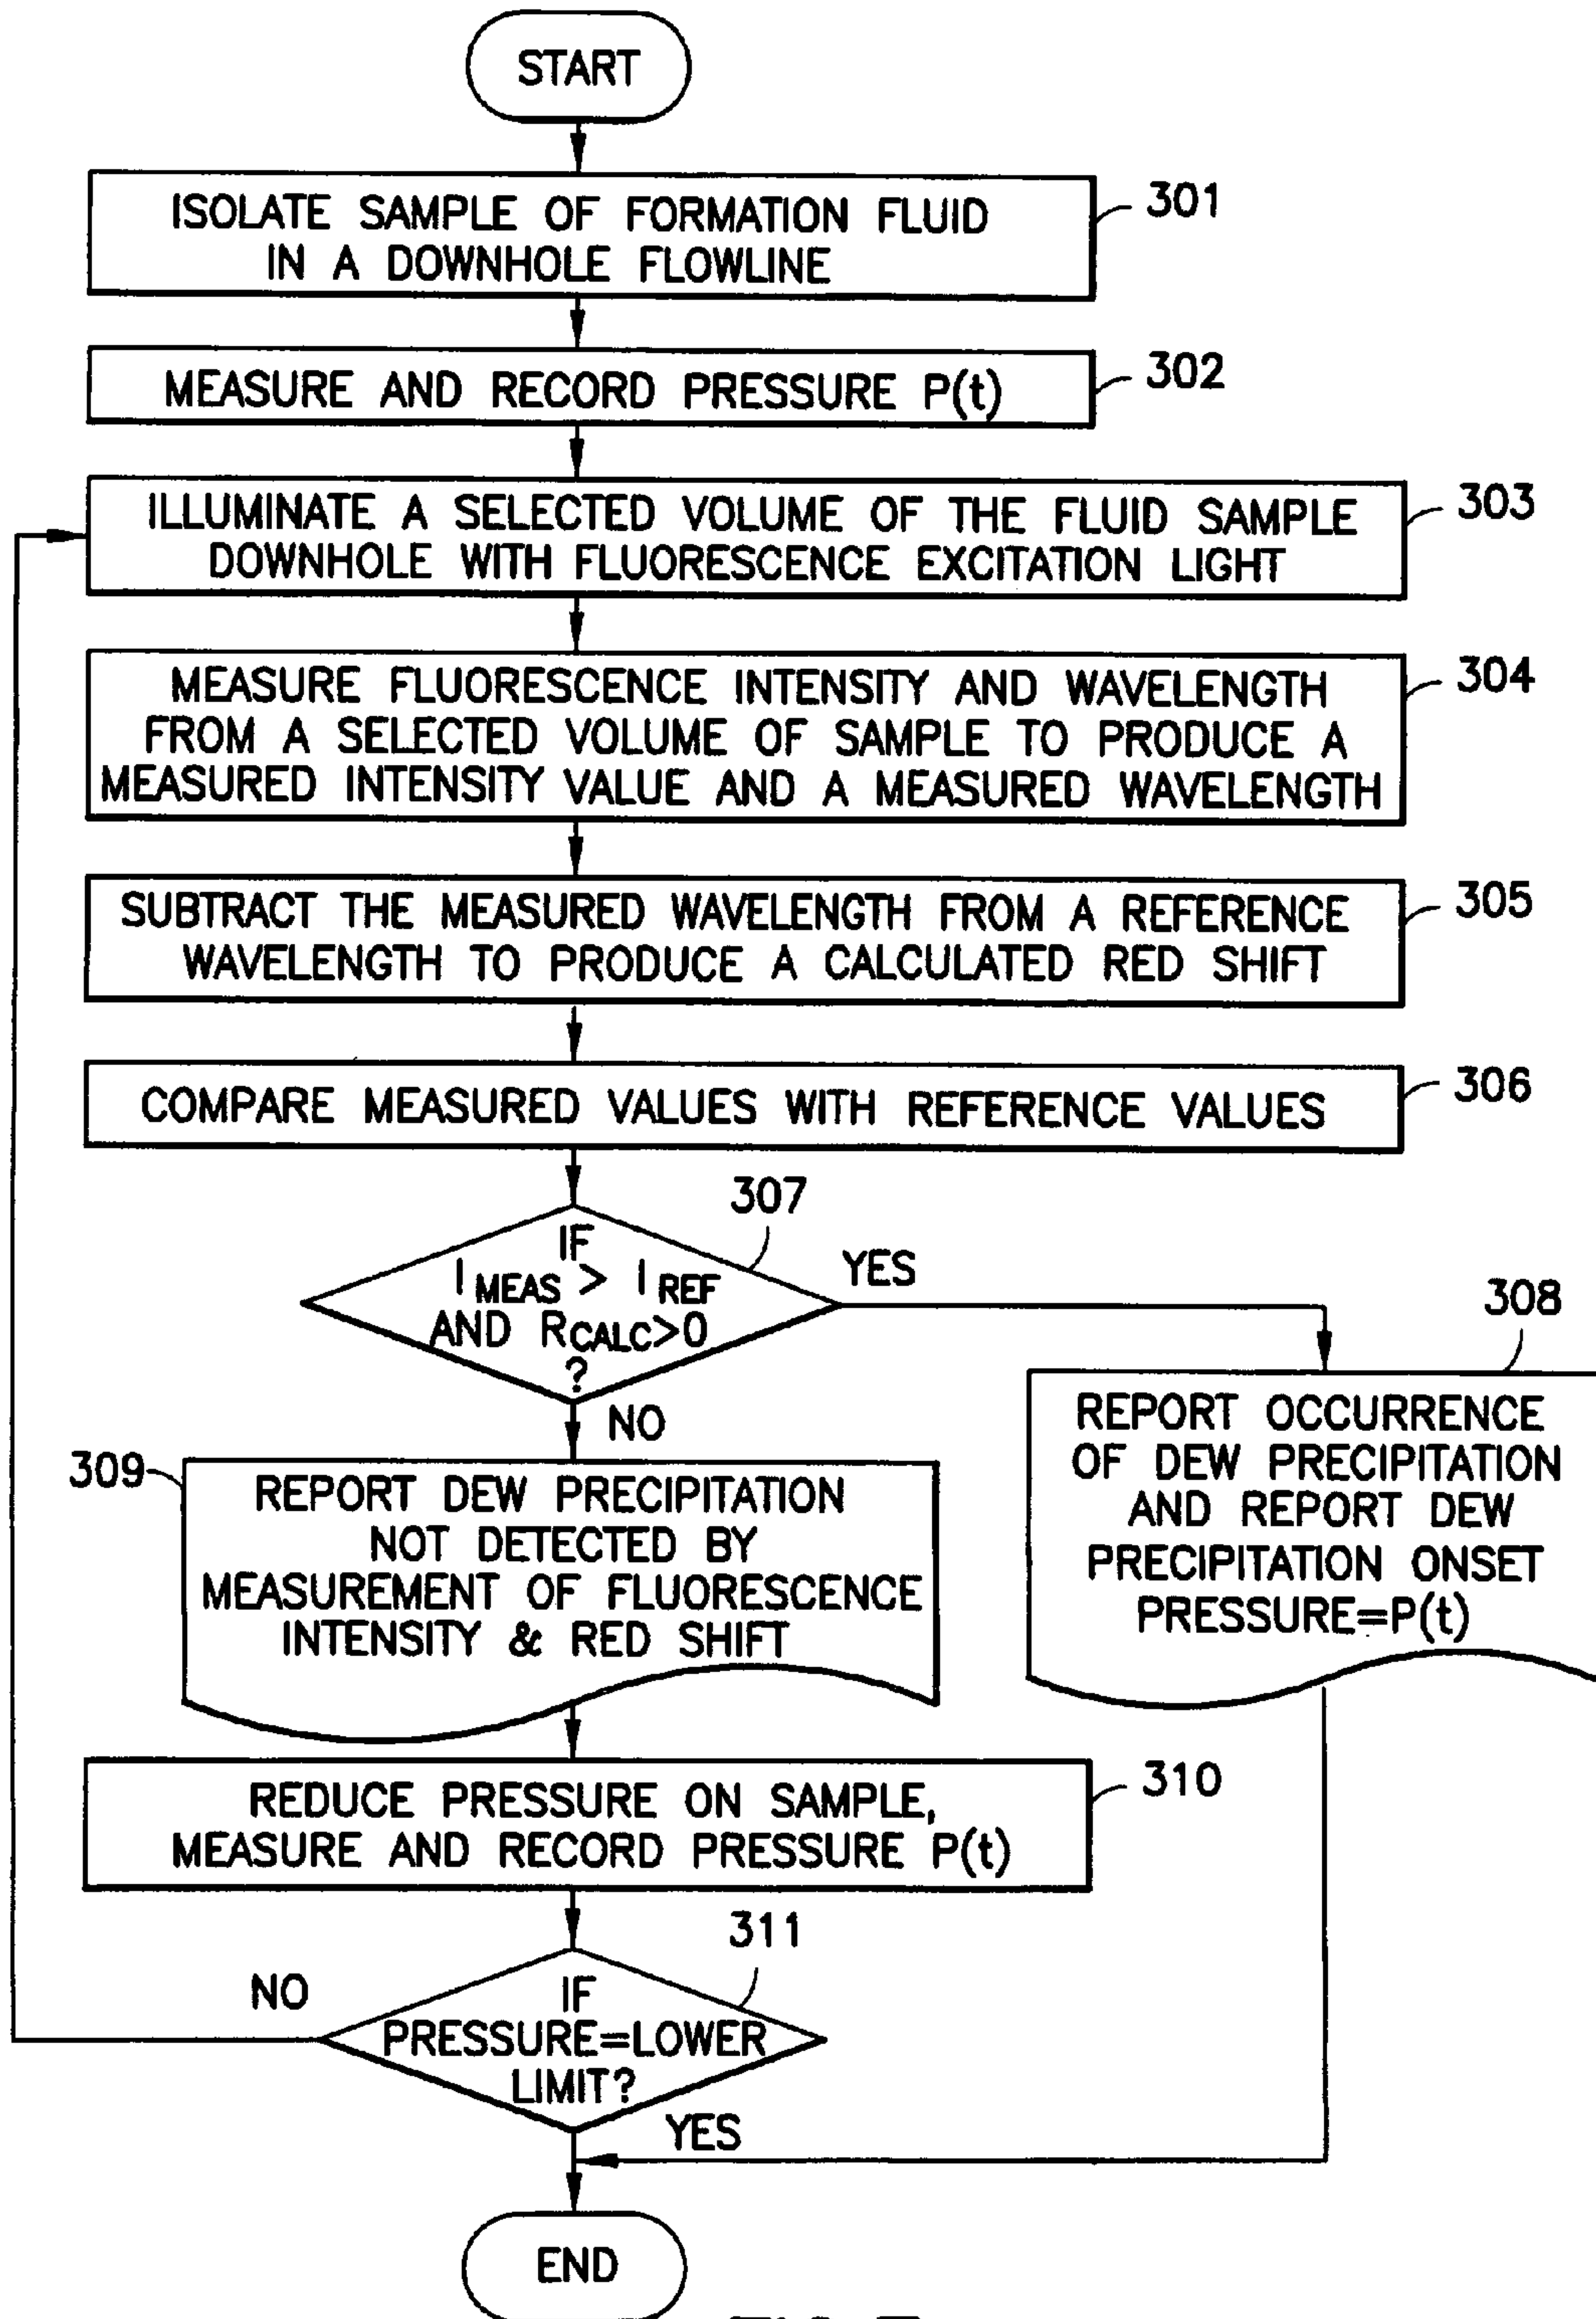 START
ISOLATE SAMPLE OF FORMATION FLUID
IN A DOWNHOLE FLOWLINE
301
MEASURE AND RECORD PRESSURE P(t)
302
ILLUMINATE A SELECTED VOLUME OF THE FLUID SAMPLE
DOWNHOLE WITH FLUORESCENCE EXCITATION LIGHT
303
MEASURE FLUORESCENCE INTENSITY AND WAVELENGTH
FROM A SELECTED VOLUME OF SAMPLE TO PRODUCE A
MEASURED INTENSITY VALUE AND A MEASURED WAVELENGTH
304
SUBTRACT THE MEASURED WAVELENGTH FROM A REFERENCE
WAVELENGTH TO PRODUCE A CALCULATED RED SHIFT
305
COMPARE MEASURED VALUES WITH REFERENCE VALUES
306
307
IF
I MEAS > I REF
AND RCALC>0
?
YES
NO
308
REPORT OCCURRENCE
OF DEW PRECIPITATION
AND REPORT DEW
PRECIPITATION ONSET
PRESSURE=P(t)
309
REPORT DEW PRECIPITATION
NOT DETECTED BY
MEASUREMENT OF FLUORESCENCE
INTENSITY & RED SHIFT
REDUCE PRESSURE ON SAMPLE,
MEASURE AND RECORD PRESSURE P(t)
310
311
NO
IF
PRESSURE=LOWER
LIMIT?
YES
END